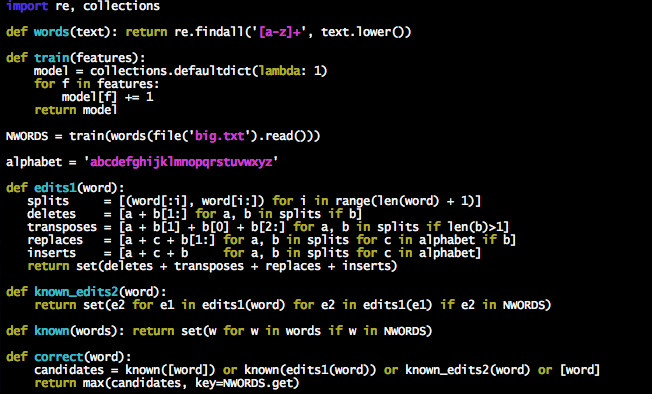 import re, collections

def words(text): return re.findall('[a-z]+', text.lower())

def train(features):
    model = collections.defaultdict(lambda: 1)
    for f in features:
        model[f] += 1
    return model

NWORDS = train(words(file('big.txt').read()))

alphabet = 'abcdefghijklmnopqrstuvwxyz'

def edits1(word):
   splits     = [(word[:i], word[i:]) for i in range(len(word) + 1)]
   deletes    = [a + b[1:] for a, b in splits if b]
   transposes = [a + b[1] + b[0] + b[2:] for a, b in splits if len(b)>1]
   replaces   = [a + c + b[1:] for a, b in splits for c in alphabet if b]
   inserts    = [a + c + b     for a, b in splits for c in alphabet]
   return set(deletes + transposes + replaces + inserts)

def known_edits2(word):
    return set(e2 for e1 in edits1(word) for e2 in edits1(e1) if e2 in NWORDS)

def known(words): return set(w for w in words if w in NWORDS)

def correct(word):
    candidates = known([word]) or known(edits1(word)) or known_edits2(word) or [word]
    return max(candidates, key=NWORDS.get)